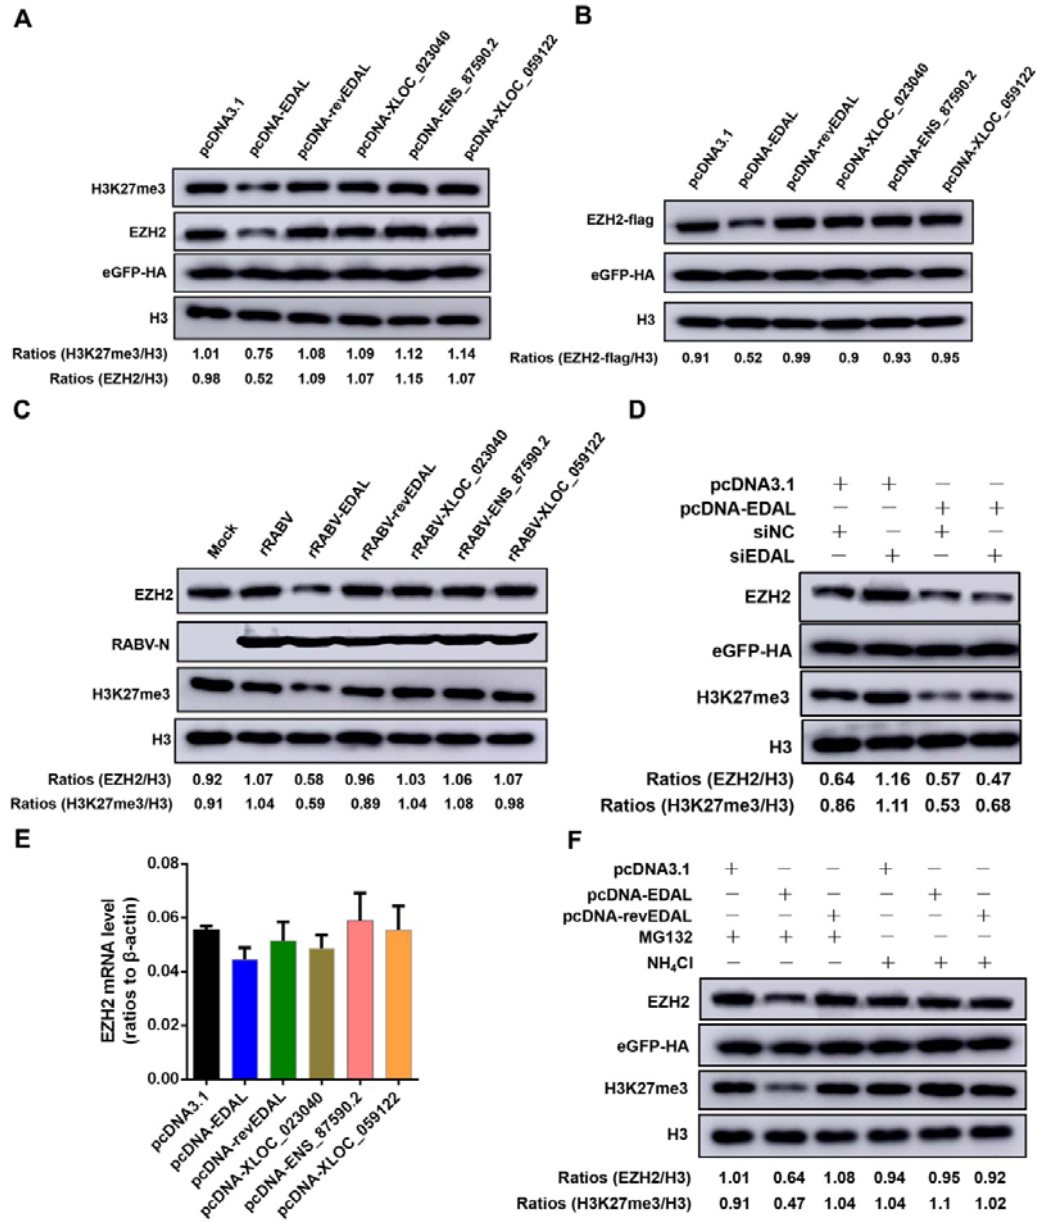 A
pcDNA3.1
pcDNA-EDAL
pcDNA-revEDAL
pcDNA-XLOC_023040
pcDNA-ENS_87590.2
pcDNA-XLOC_059122
H3K27me3
EZH2
eGFP-HA
H3
Ratios (H3K27me3/H3) 1.01 0.75 1.08 1.09 1.12 1.14
Ratios (EZH2/H3) 0.98 0.52 1.09 1.07 1.15 1.07
B
pcDNA3.1
pcDNA-EDAL
pcDNA-revEDAL
pcDNA-XLOC_023040
pcDNA-ENS_87590.2
pcDNA-XLOC_059122
EZH2-flag
eGFP-HA
H3
Ratios (EZH2-flag/H3) 0.91 0.52 0.99 0.9 0.93 0.95
C
Mock
rRABV
rRABV-EDAL
rRABV-revEDAL
rRABV-XLOC_023040
rRABV-ENS_87590.2
rRABV-XLOC_059122
EZH2
RABV-N
H3K27me3
H3
Ratios (EZH2/H3) 0.92 1.07 0.58 0.96 1.03 1.06 1.07
Ratios (H3K27me3/H3) 0.91 1.04 0.59 0.89 1.04 1.08 0.98
D
pcDNA3.1 + + − −
pcDNA-EDAL − − + +
siNC + − + −
siEDAL − + − +
EZH2
eGFP-HA
H3K27me3
H3
Ratios (EZH2/H3) 0.64 1.16 0.57 0.47
Ratios (H3K27me3/H3) 0.86 1.11 0.53 0.68
E
EZH2 mRNA level
(ratios to β-actin)
0.08
0.06
0.04
0.02
0.00
pcDNA3.1
pcDNA-EDAL
pcDNA-revEDAL
pcDNA-XLOC_023040
pcDNA-ENS_87590.2
pcDNA-XLOC_059122
F
pcDNA3.1 + − − + − −
pcDNA-EDAL − + − − + −
pcDNA-revEDAL − − + − − +
MG132 + + + − − −
NH₄Cl − − − + + +
EZH2
eGFP-HA
H3K27me3
H3
Ratios (EZH2/H3) 1.01 0.64 1.08 0.94 0.95 0.92
Ratios (H3K27me3/H3) 0.91 0.47 1.04 1.04 1.1 1.02